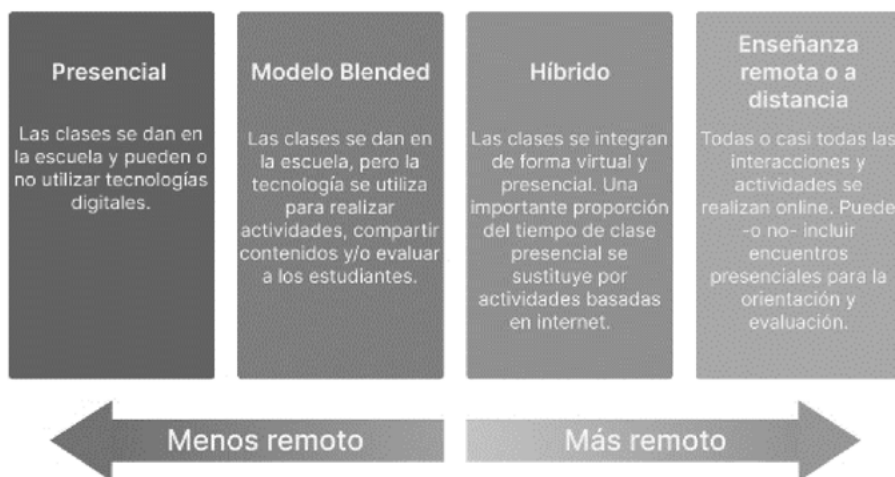 Presencial
Las clases se dan en
la escuela y pueden o
no utilizar tecnologías
digitales.
Modelo Blended
Las clases se dan en
la escuela, pero la
tecnología se utiliza
para realizar
actividades, compartir
contenidos y/o evaluar
a los estudiantes.
Híbrido
Las clases se integran
de forma virtual y
presencial. Una
importante proporción
del tiempo de clase
presencial se
sustituye por
actividades basadas
en internet.
Enseñanza
remota o a
distancia
Todas o casi todas las
interacciones y
actividades se
realizan online. Puede
-o no- incluir
encuentros
presenciales para la
orientación y
evaluación.
Menos remoto
Más remoto